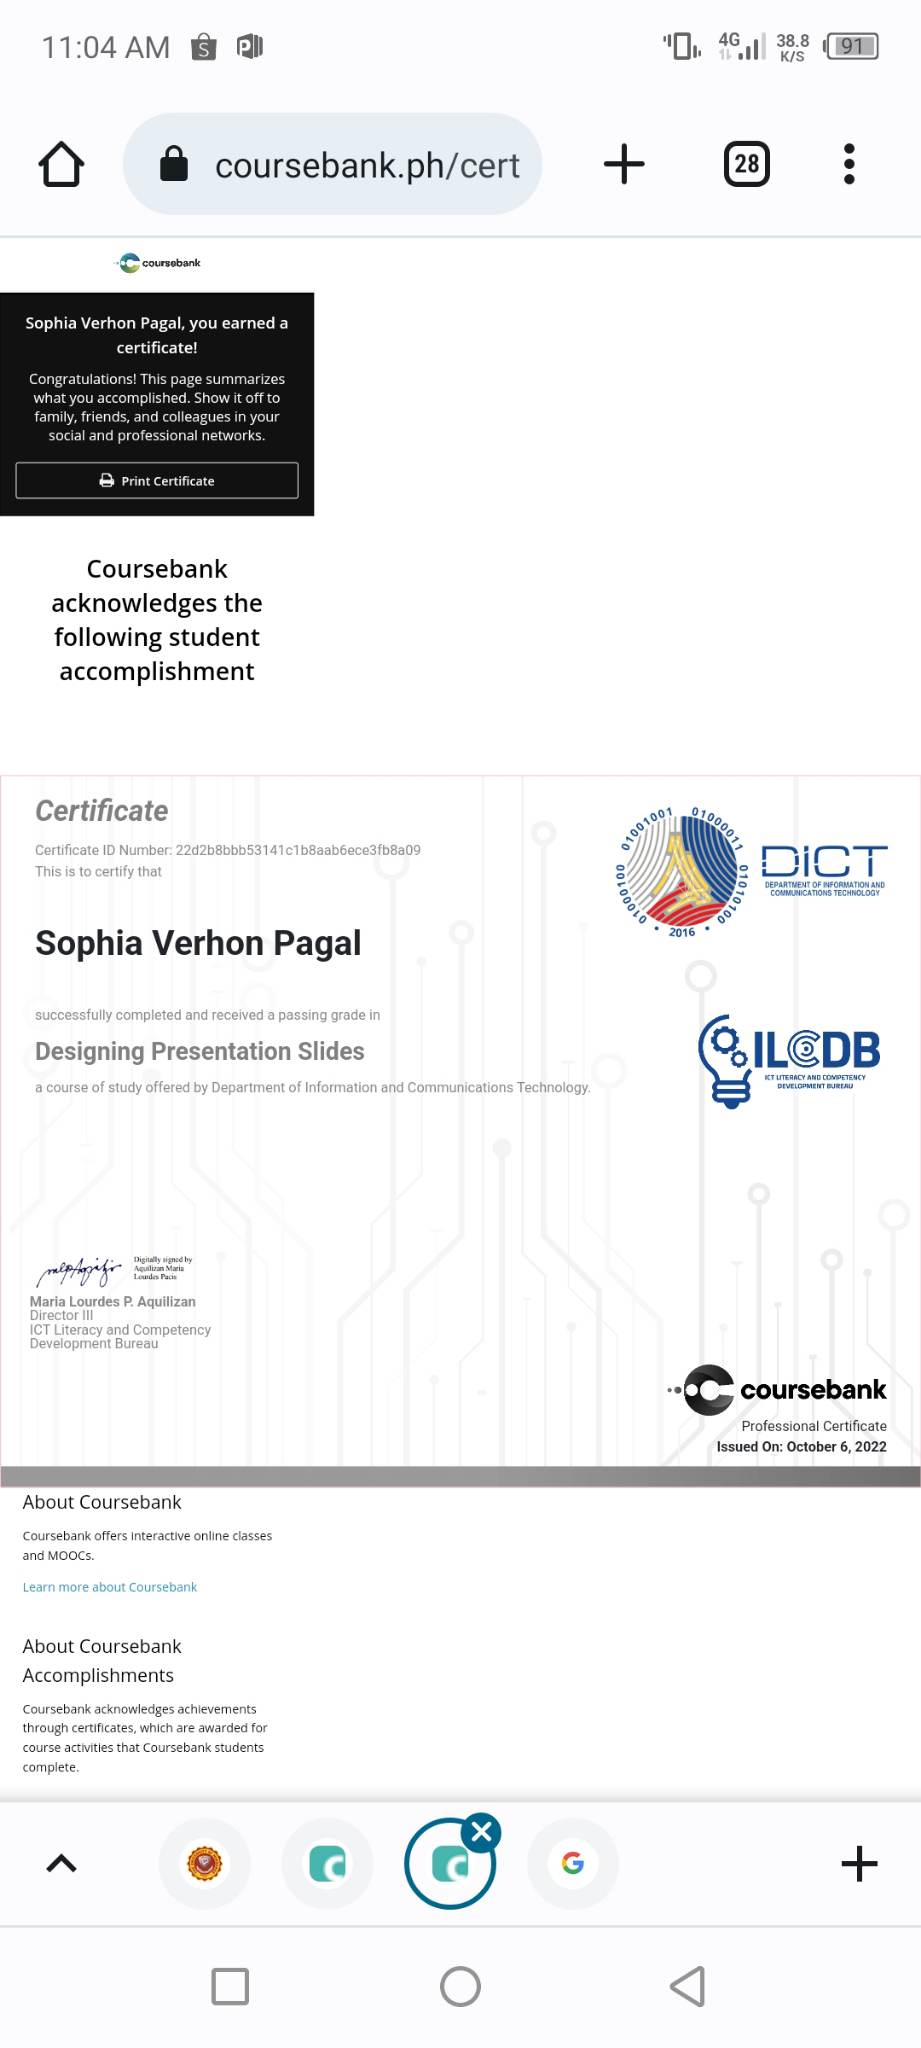 11:04 AM
4G
38.8
K/S
91
coursebank.ph/cert
28
coursebank
Sophia Verhon Pagal, you earned a
certificate!
Congratulations! This page summarizes
what you accomplished. Show it off to
family, friends, and colleagues in your
social and professional networks.
Print Certificate
Coursebank
acknowledges the
following student
accomplishment
Certificate
Certificate ID Number: 22d2b8bbb53141c1b8aab6ece3fb8a09
This is to certify that
01001001 01000011 01010100 01000100
2016
DICT
DEPARTMENT OF INFORMATION AND
COMMUNICATIONS TECHNOLOGY
Sophia Verhon Pagal
successfully completed and received a passing grade in
Designing Presentation Slides
a course of study offered by Department of Information and Communications Technology.
ILCDB
ICT LITERACY AND COMPETENCY
DEVELOPMENT BUREAU
Digitally signed by
Aquilizan Maria
Lourdes Pacis
Maria Lourdes P. Aquilizan
Director III
ICT Literacy and Competency
Development Bureau
coursebank
Professional Certificate
Issued On: October 6, 2022
About Coursebank
Coursebank offers interactive online classes
and MOOCs.
Learn more about Coursebank
About Coursebank
Accomplishments
Coursebank acknowledges achievements
through certificates, which are awarded for
course activities that Coursebank students
complete.